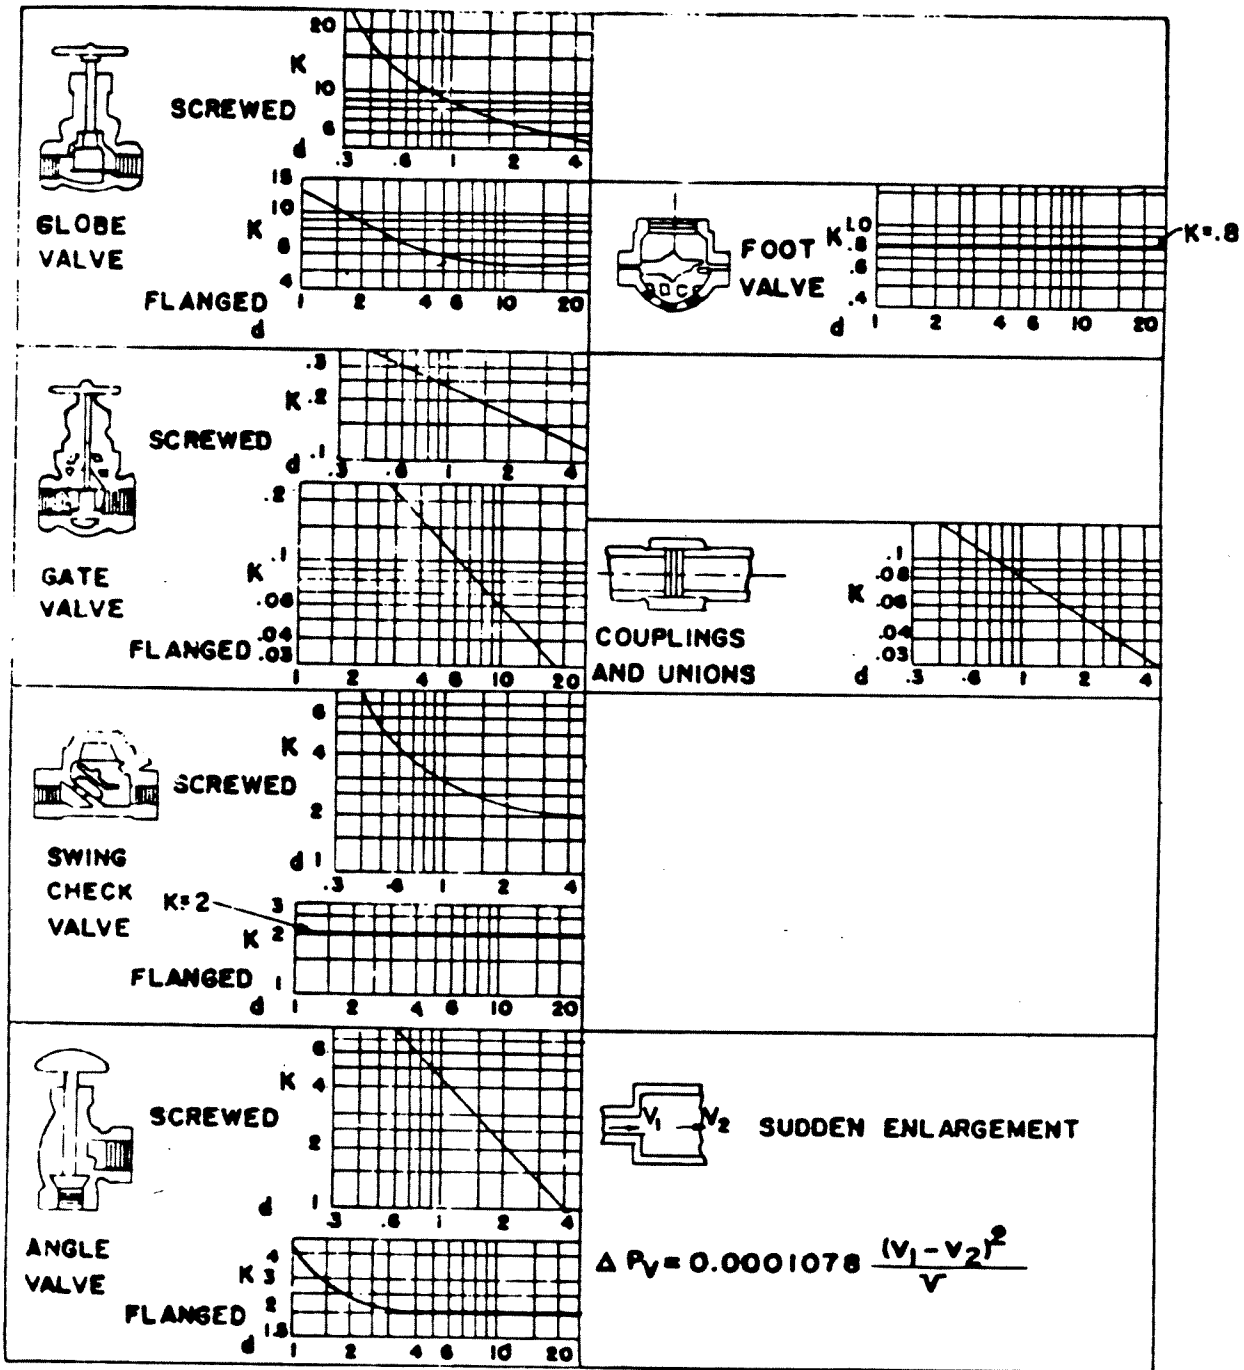 20
K
10
SCREWED
6
d
.3 .6 1 2 4
15
10
K
6
4
GLOBE
VALVE
FLANGED
d
1 2 4 6 10 20
FOOT
VALVE
K 1.0
.8
.6
.4
K=.8
d 1 2 4 6 10 20
.3
K .2
SCREWED
d .1
.3 .6 1 2 4
.2
.1
K
.06
.04
.03
GATE
VALVE
FLANGED
1 2 4 6 10 20
COUPLINGS
AND UNIONS
.1
.08
K .06
.04
.03
d .3 .6 1 2 4
6
K 4
SCREWED
2
d 1
.3 .6 1 2 4
SWING
CHECK
VALVE
K=2
3
K 2
FLANGED 1
d 1 2 4 6 10 20
6
K 4
SCREWED
2
d 1
.3 .6 1 2 4
ANGLE
VALVE
4
K 3
FLANGED 2
1.5
d 1 2 4 6 10 20
V1 V2 SUDDEN ENLARGEMENT
Δ PV = 0.0001078 (V1 - V2)² / V